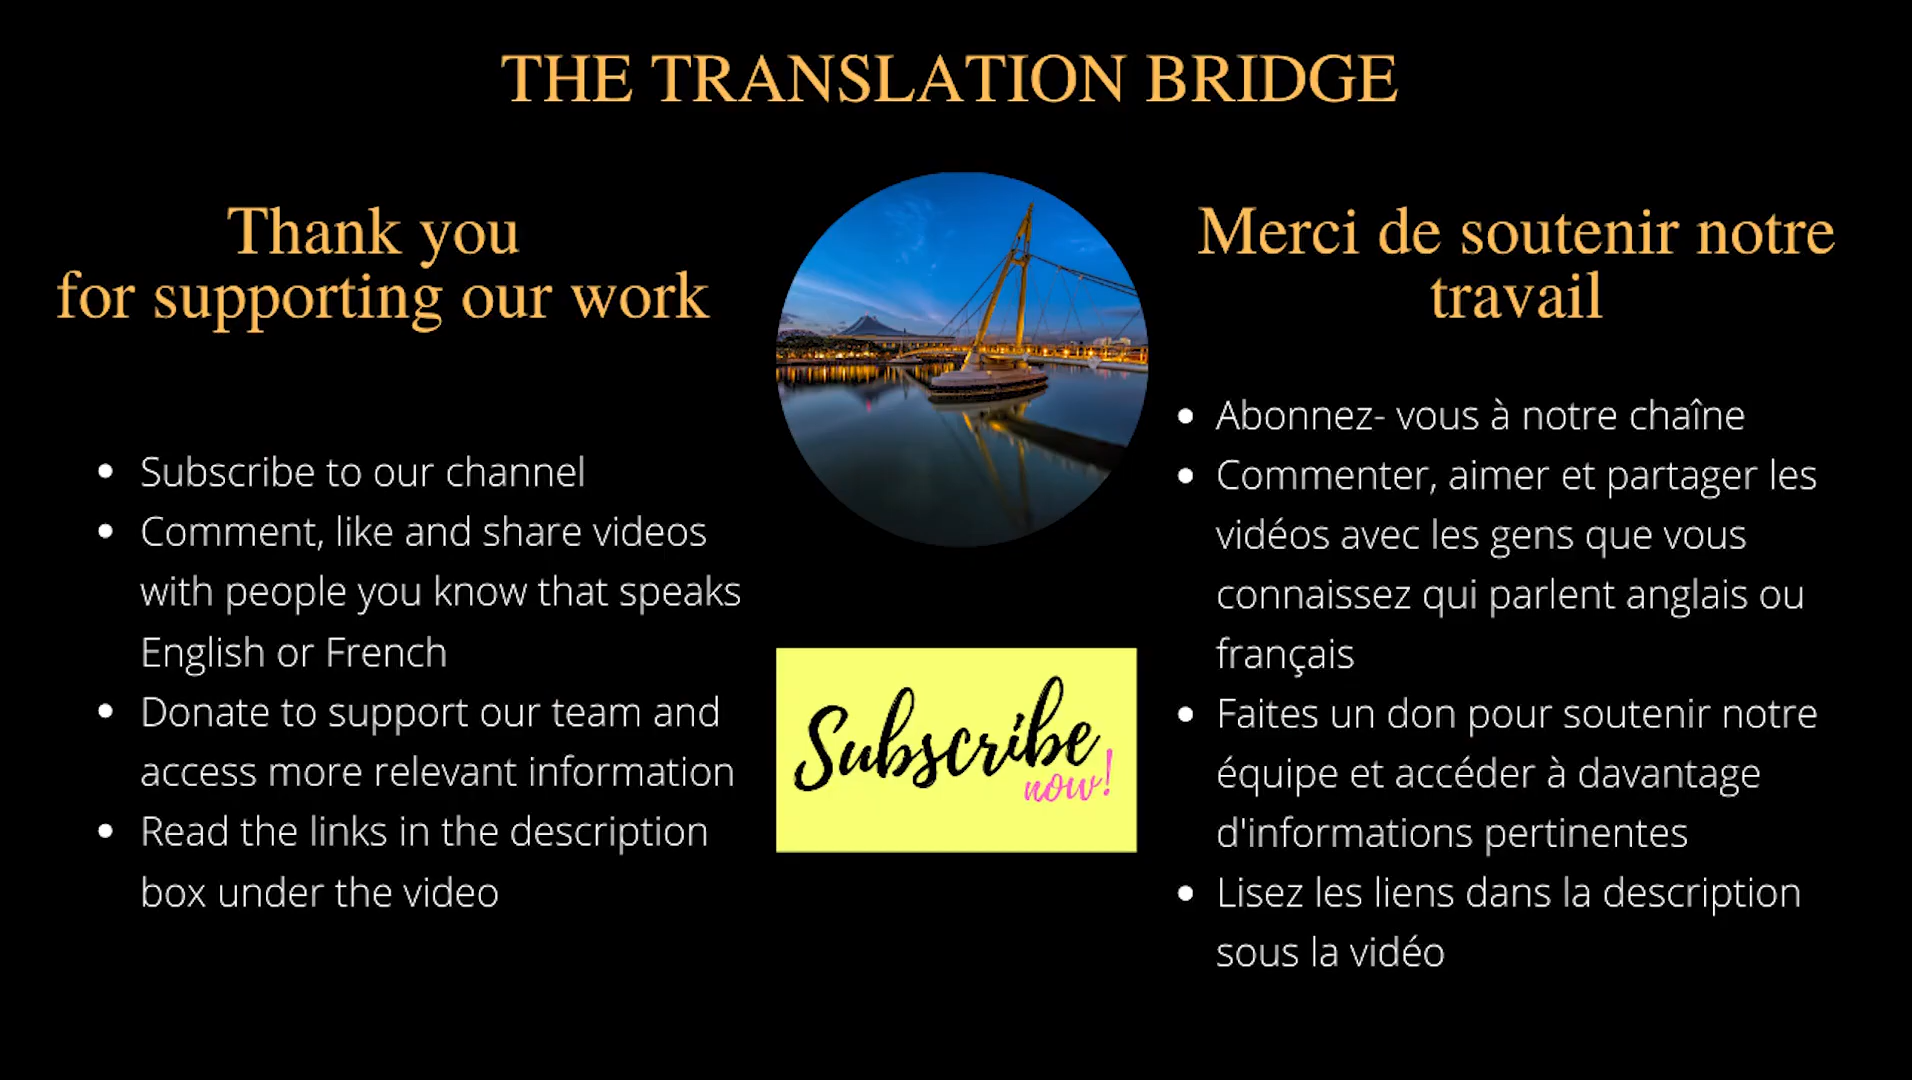 THE TRANSLATION BRIDGE
Thank you
for supporting our work
Subscribe to our channel
Comment, like and share videos
with people you know that speaks
English or French
Donate to support our team and
access more relevant information
Read the links in the description
box under the video
Subscribe
now!
Merci de soutenir notre
travail
Abonnez- vous à notre chaîne
Commenter, aimer et partager les
vidéos avec les gens que vous
connaissez qui parlent anglais ou
français
Faites un don pour soutenir notre
équipe et accéder à davantage
d'informations pertinentes
Lisez les liens dans la description
sous la vidéo